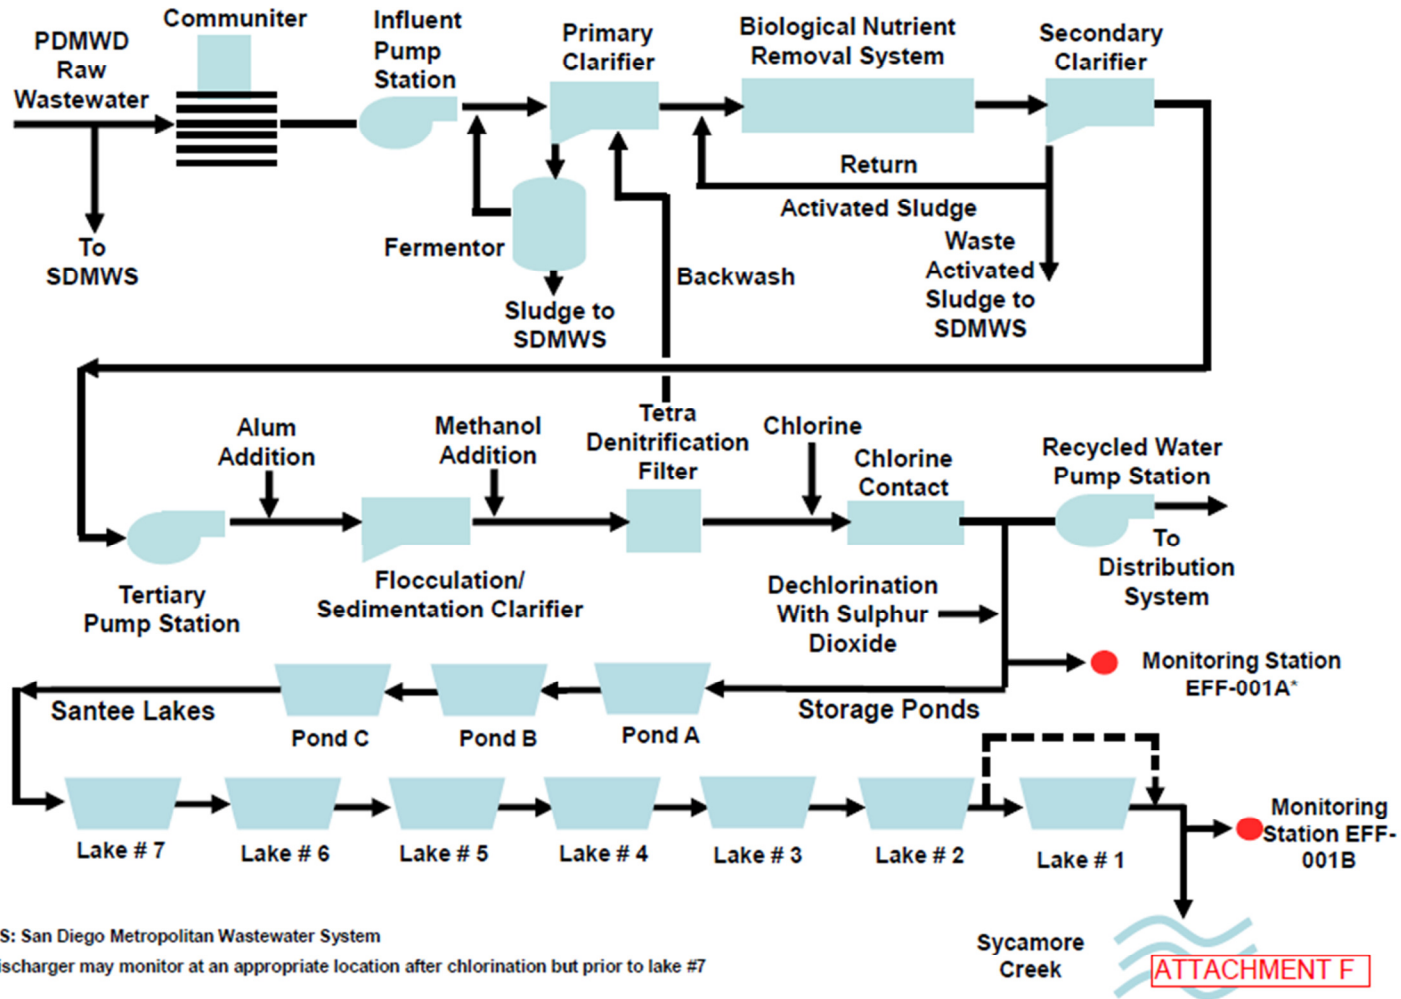 Communiter
PDMWD
Raw
Wastewater
To
SDMWS
Influent
Pump
Station
Primary
Clarifier
Biological Nutrient
Removal System
Secondary
Clarifier
Return
Activated Sludge
Fermentor
Sludge to
SDMWS
Backwash
Waste
Activated
Sludge to
SDMWS
Alum
Addition
Methanol
Addition
Tetra
Denitrification
Filter
Chlorine
Chlorine
Contact
Recycled Water
Pump Station
To
Distribution
System
Tertiary
Pump Station
Flocculation/
Sedimentation Clarifier
Dechlorination
With Sulphur
Dioxide
Monitoring Station
EFF-001A*
Santee Lakes
Pond C
Pond B
Pond A
Storage Ponds
Lake # 7
Lake # 6
Lake # 5
Lake # 4
Lake # 3
Lake # 2
Lake # 1
Monitoring
Station EFF-
001B
Sycamore
Creek
S: San Diego Metropolitan Wastewater System
ischarger may monitor at an appropriate location after chlorination but prior to lake #7
ATTACHMENT F